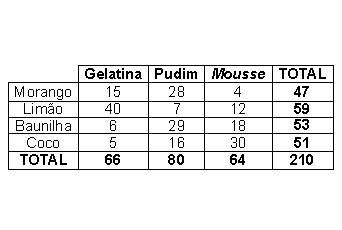 Gelatina Pudim Mousse TOTAL
Morango 15 28 4 47
Limão 40 7 12 59
Baunilha 6 29 18 53
Coco 5 16 30 51
TOTAL 66 80 64 210